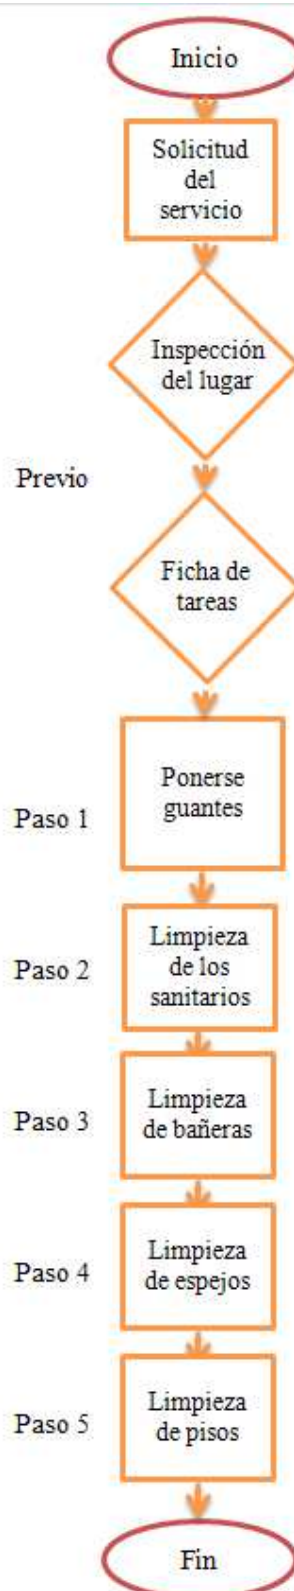 Inicio
Solicitud
del
servicio
Inspección
del lugar
Previo
Ficha de
tareas
Ponerse
guantes
Paso 1
Limpieza
de los
sanitarios
Paso 2
Limpieza
de bañeras
Paso 3
Limpieza
de espejos
Paso 4
Limpieza
de pisos
Paso 5
Fin